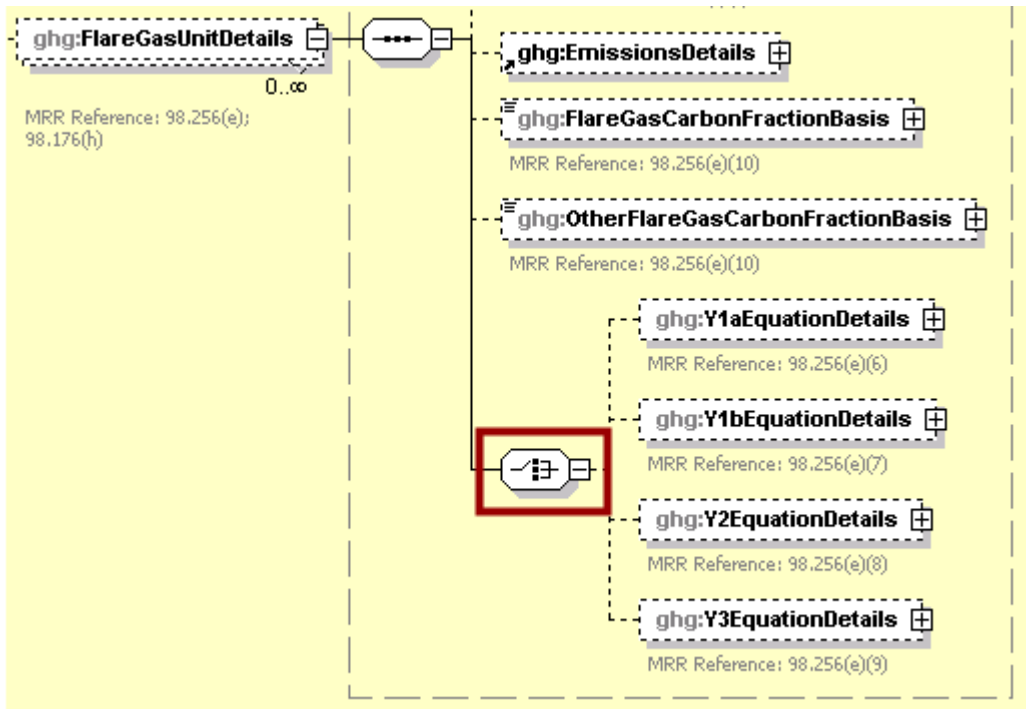 ghg:FlareGasUnitDetails
0..∞
MRR Reference: 98.256(e);
98.176(h)
ghg:EmissionsDetails
ghg:FlareGasCarbonFractionBasis
MRR Reference: 98.256(e)(10)
ghg:OtherFlareGasCarbonFractionBasis
MRR Reference: 98.256(e)(10)
ghg:Y1aEquationDetails
MRR Reference: 98.256(e)(6)
ghg:Y1bEquationDetails
MRR Reference: 98.256(e)(7)
ghg:Y2EquationDetails
MRR Reference: 98.256(e)(8)
ghg:Y3EquationDetails
MRR Reference: 98.256(e)(9)